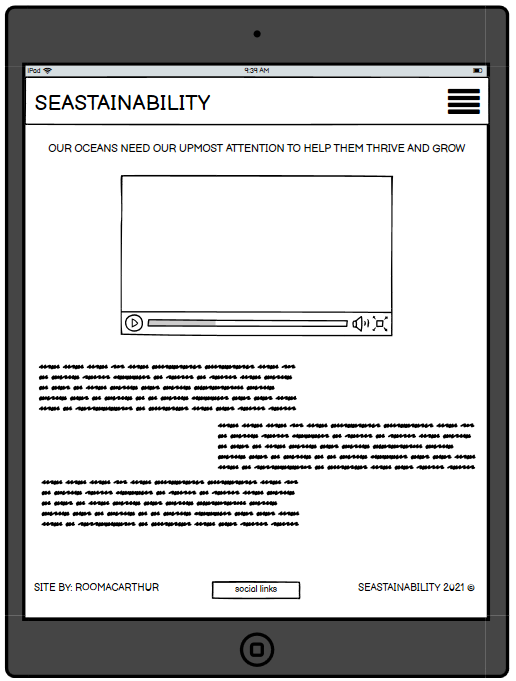 iPad
9:39 AM
SEASTAINABILITY
OUR OCEANS NEED OUR UPMOST ATTENTION TO HELP THEM THRIVE AND GROW
SITE BY: ROOMACARTHUR
social links
SEASTAINABILITY 2021 ©